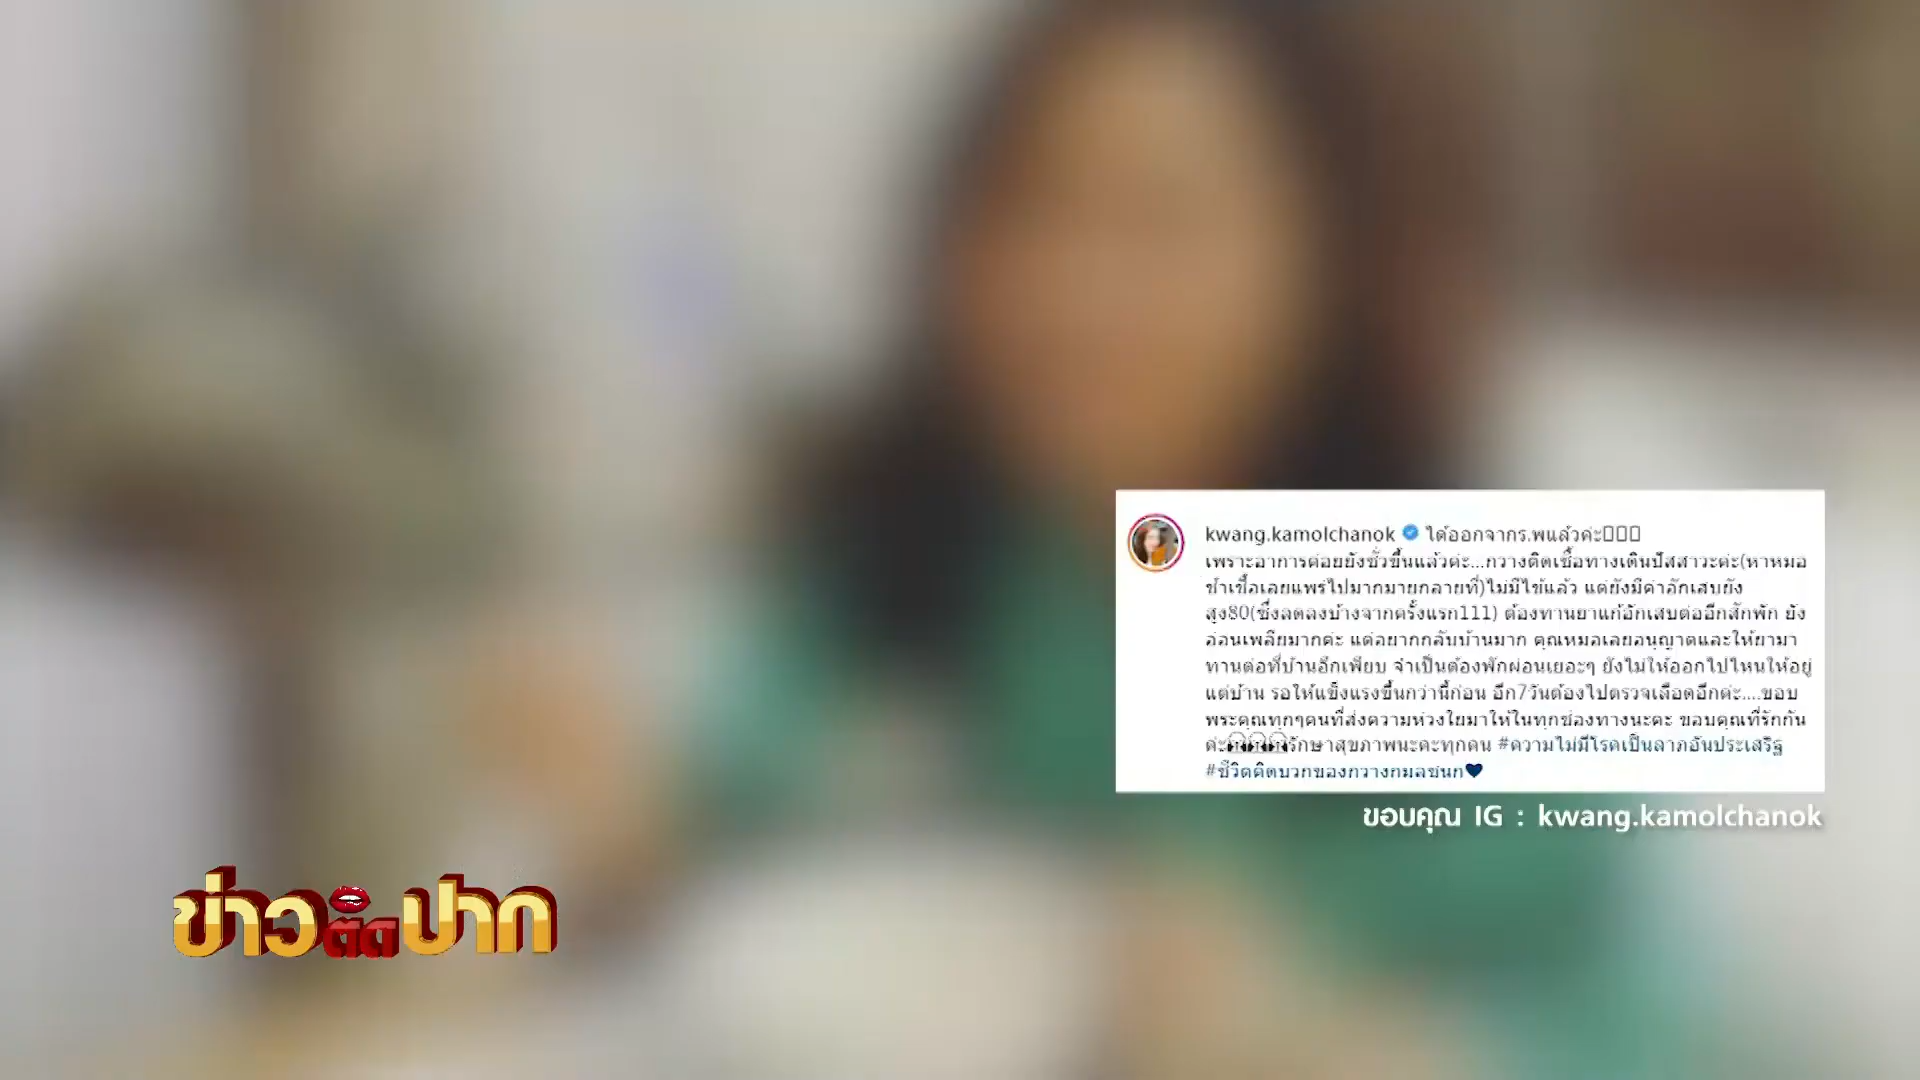 kwang.kamolchanok ได้ออกจากร.พแล้วค่ะ
เพราะอาการค่อยยังชั่วขึ้นแล้วค่ะ...กวางติดเชื้อทางเดินปัสสาวะค่ะ(หาหมอ
ช้าเชื้อเลยแพร่ไปมากมายกลายที่)ไม่มีไข้แล้ว แต่ยังมีค่าอักเสบยัง
สูง80(ซึ่งลดลงบ้างจากครั้งแรก111) ต้องทานยาแก้อักเสบต่ออีกสักพัก ยัง
อ่อนเพลียมากค่ะ แต่อยากกลับบ้านมาก คุณหมอเลยอนุญาตและให้ยามา
ทานต่อที่บ้านอีกเพียบ จำเป็นต้องพักผ่อนเยอะๆ ยังไม่ให้ออกไปไหนให้อยู่
แต่บ้าน รอให้แข็งแรงขึ้นกว่านี้ก่อน อีก7วันต้องไปตรวจเลือดอีกค่ะ....ขอบ
พระคุณทุกๆคนที่ส่งความห่วงใยมาให้ในทุกช่องทางนะคะ ขอบคุณที่รักกัน
ค่ะรักษาสุขภาพนะคะทุกคน #ความไม่มีโรคเป็นลาภอันประเสริฐ
#ชีวิตคิดบวกของกวางกมลชนก
ขอบคุณ IG : kwang.kamolchanok
ข่าวติดปาก